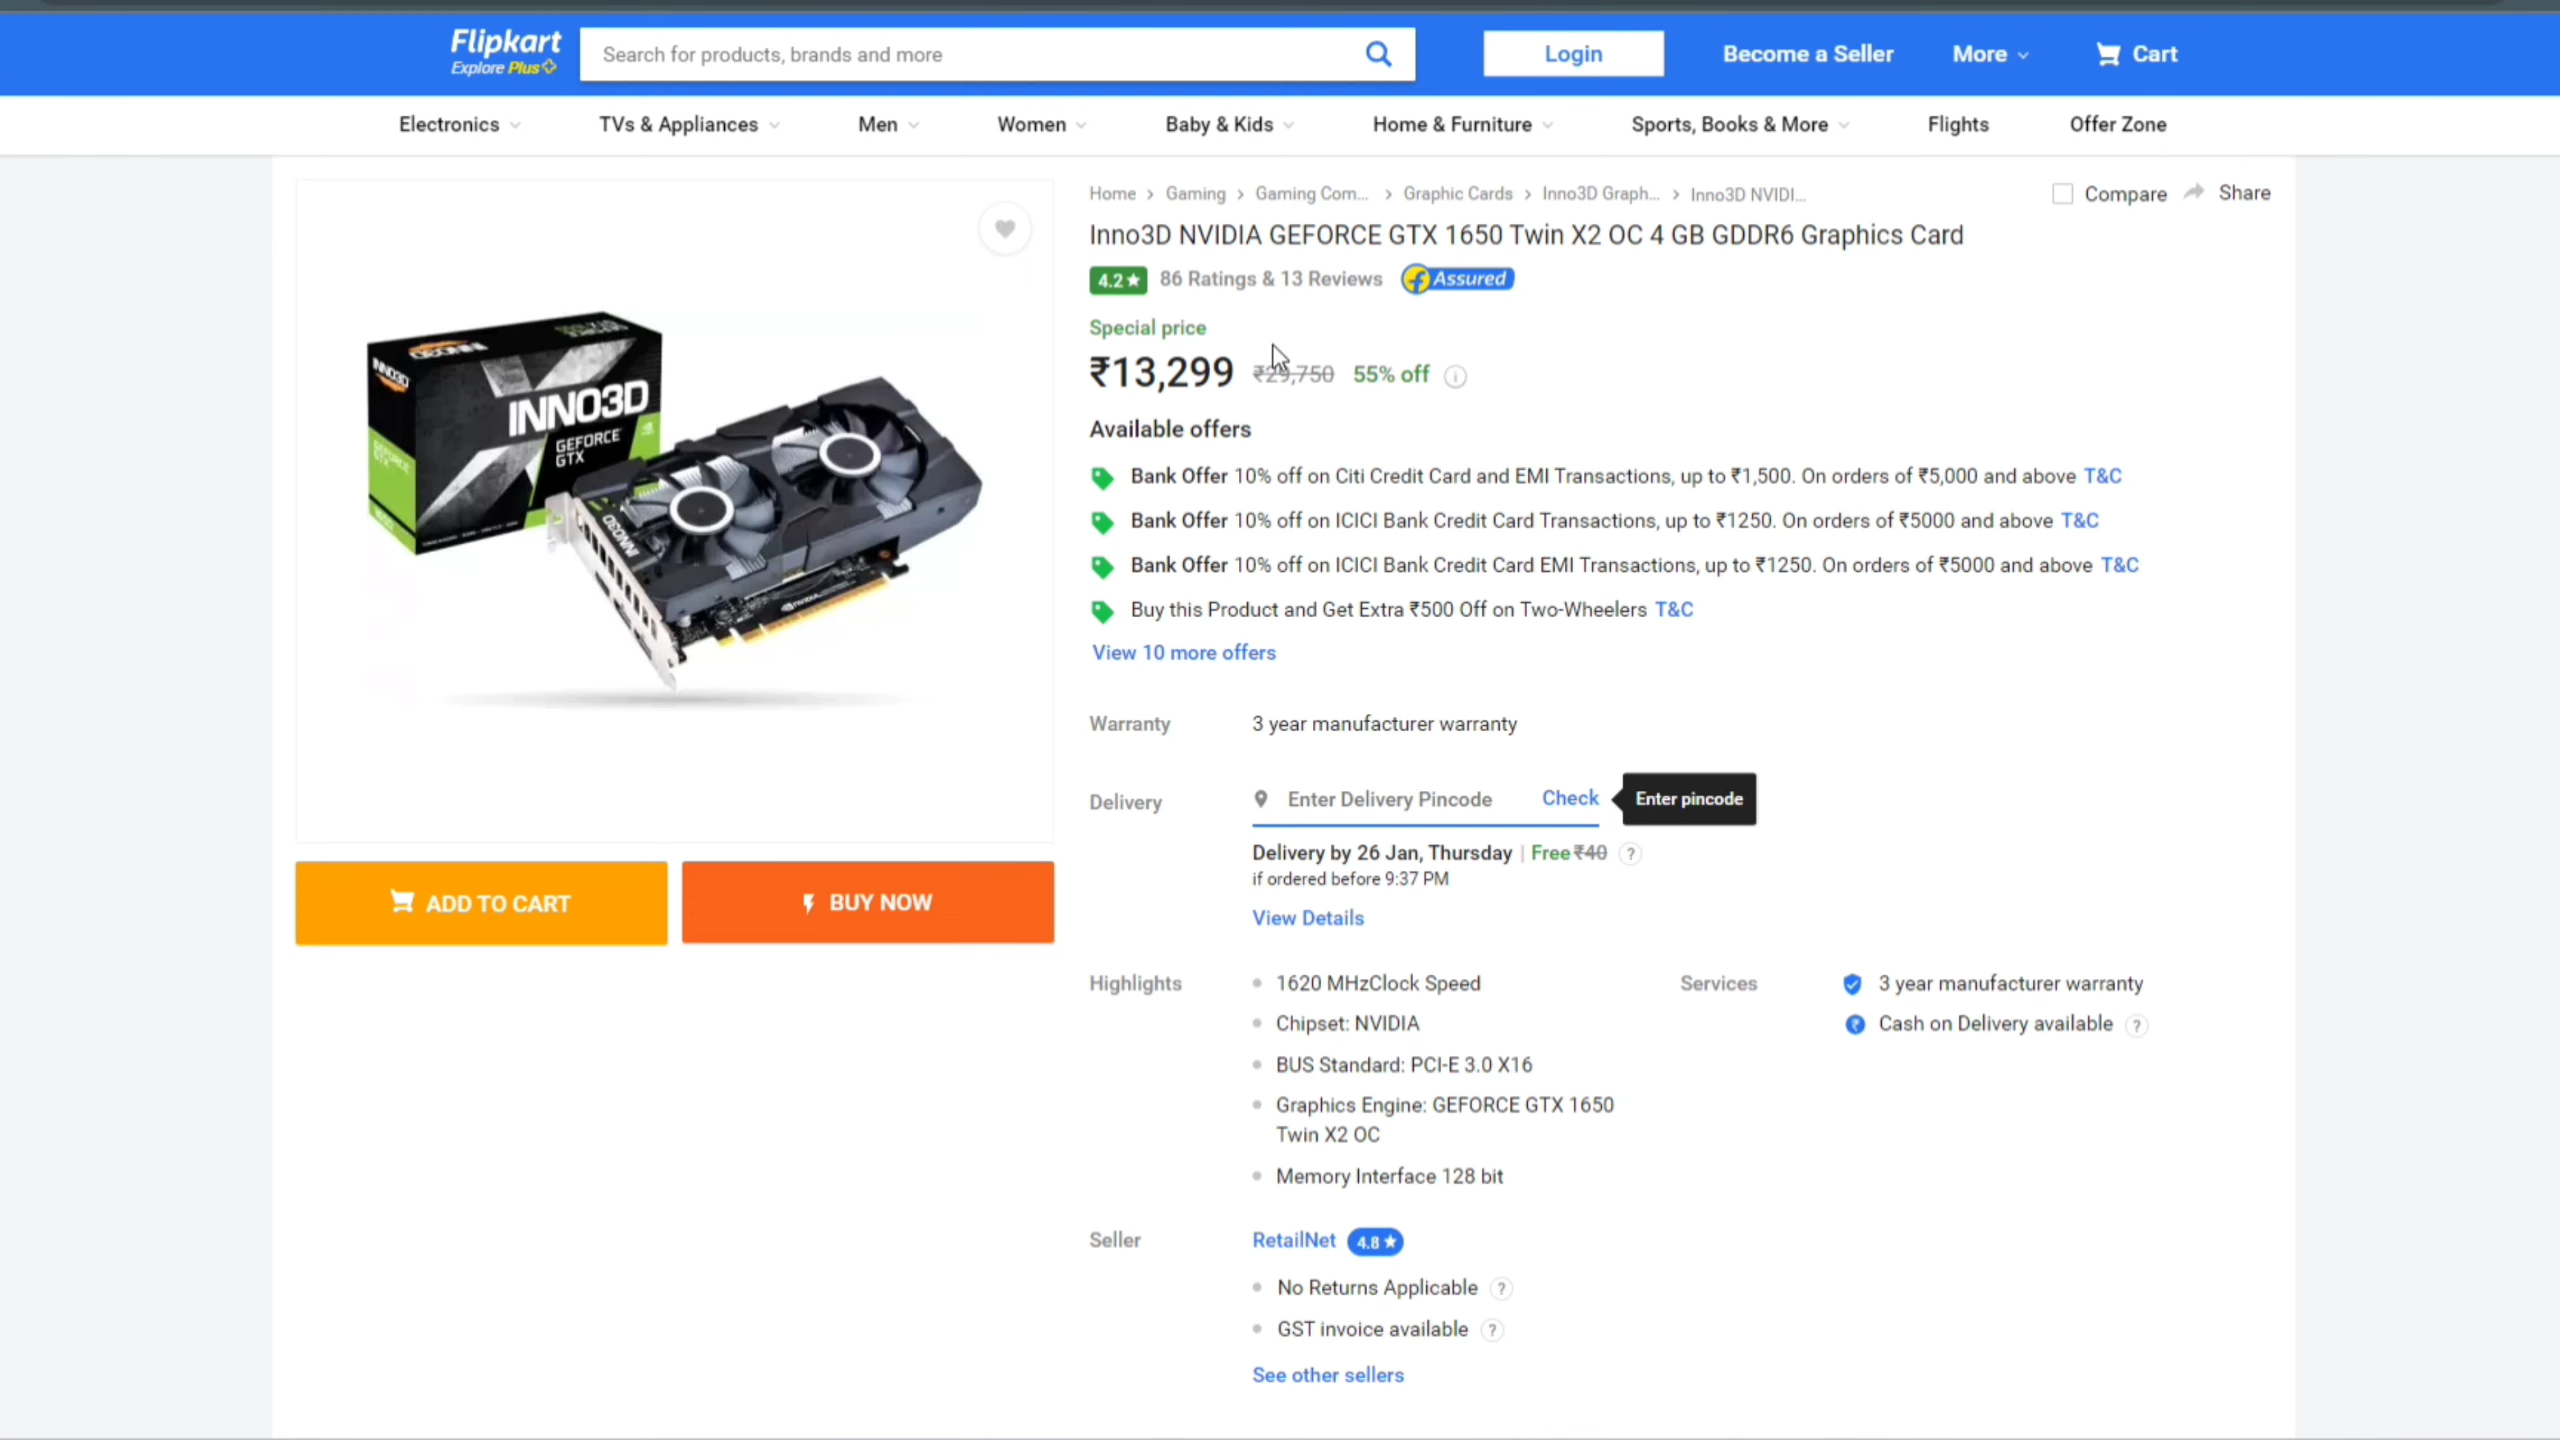 Flipkart
Explore Plus
Search for products, brands and more
Login
Become a Seller
More
Cart
Electronics
TVs & Appliances
Men
Women
Baby & Kids
Home & Furniture
Sports, Books & More
Flights
Offer Zone
Home > Gaming > Gaming Com... > Graphic Cards > Inno3D Graph... > Inno3D NVIDI...
Compare
Share
Inno3D NVIDIA GEFORCE GTX 1650 Twin X2 OC 4 GB GDDR6 Graphics Card
4.2★ 86 Ratings & 13 Reviews Assured
Special price
₹13,299 ₹29,750 55% off
Available offers
Bank Offer 10% off on Citi Credit Card and EMI Transactions, up to ₹1,500. On orders of ₹5,000 and above T&C
Bank Offer 10% off on ICICI Bank Credit Card Transactions, up to ₹1250. On orders of ₹5000 and above T&C
Bank Offer 10% off on ICICI Bank Credit Card EMI Transactions, up to ₹1250. On orders of ₹5000 and above T&C
Buy this Product and Get Extra ₹500 Off on Two-Wheelers T&C
View 10 more offers
INNO3D
INNO3D
GEFORCE
GTX
INNO3D
NVIDIA
ADD TO CART
BUY NOW
Warranty
3 year manufacturer warranty
Delivery
Enter Delivery Pincode
Check
Enter pincode
Delivery by 26 Jan, Thursday | Free ₹40 ?
if ordered before 9:37 PM
View Details
Highlights
1620 MHzClock Speed
Chipset: NVIDIA
BUS Standard: PCI-E 3.0 X16
Graphics Engine: GEFORCE GTX 1650
Twin X2 OC
Memory Interface 128 bit
Services
3 year manufacturer warranty
Cash on Delivery available ?
Seller
RetailNet 4.8★
No Returns Applicable ?
GST invoice available ?
See other sellers